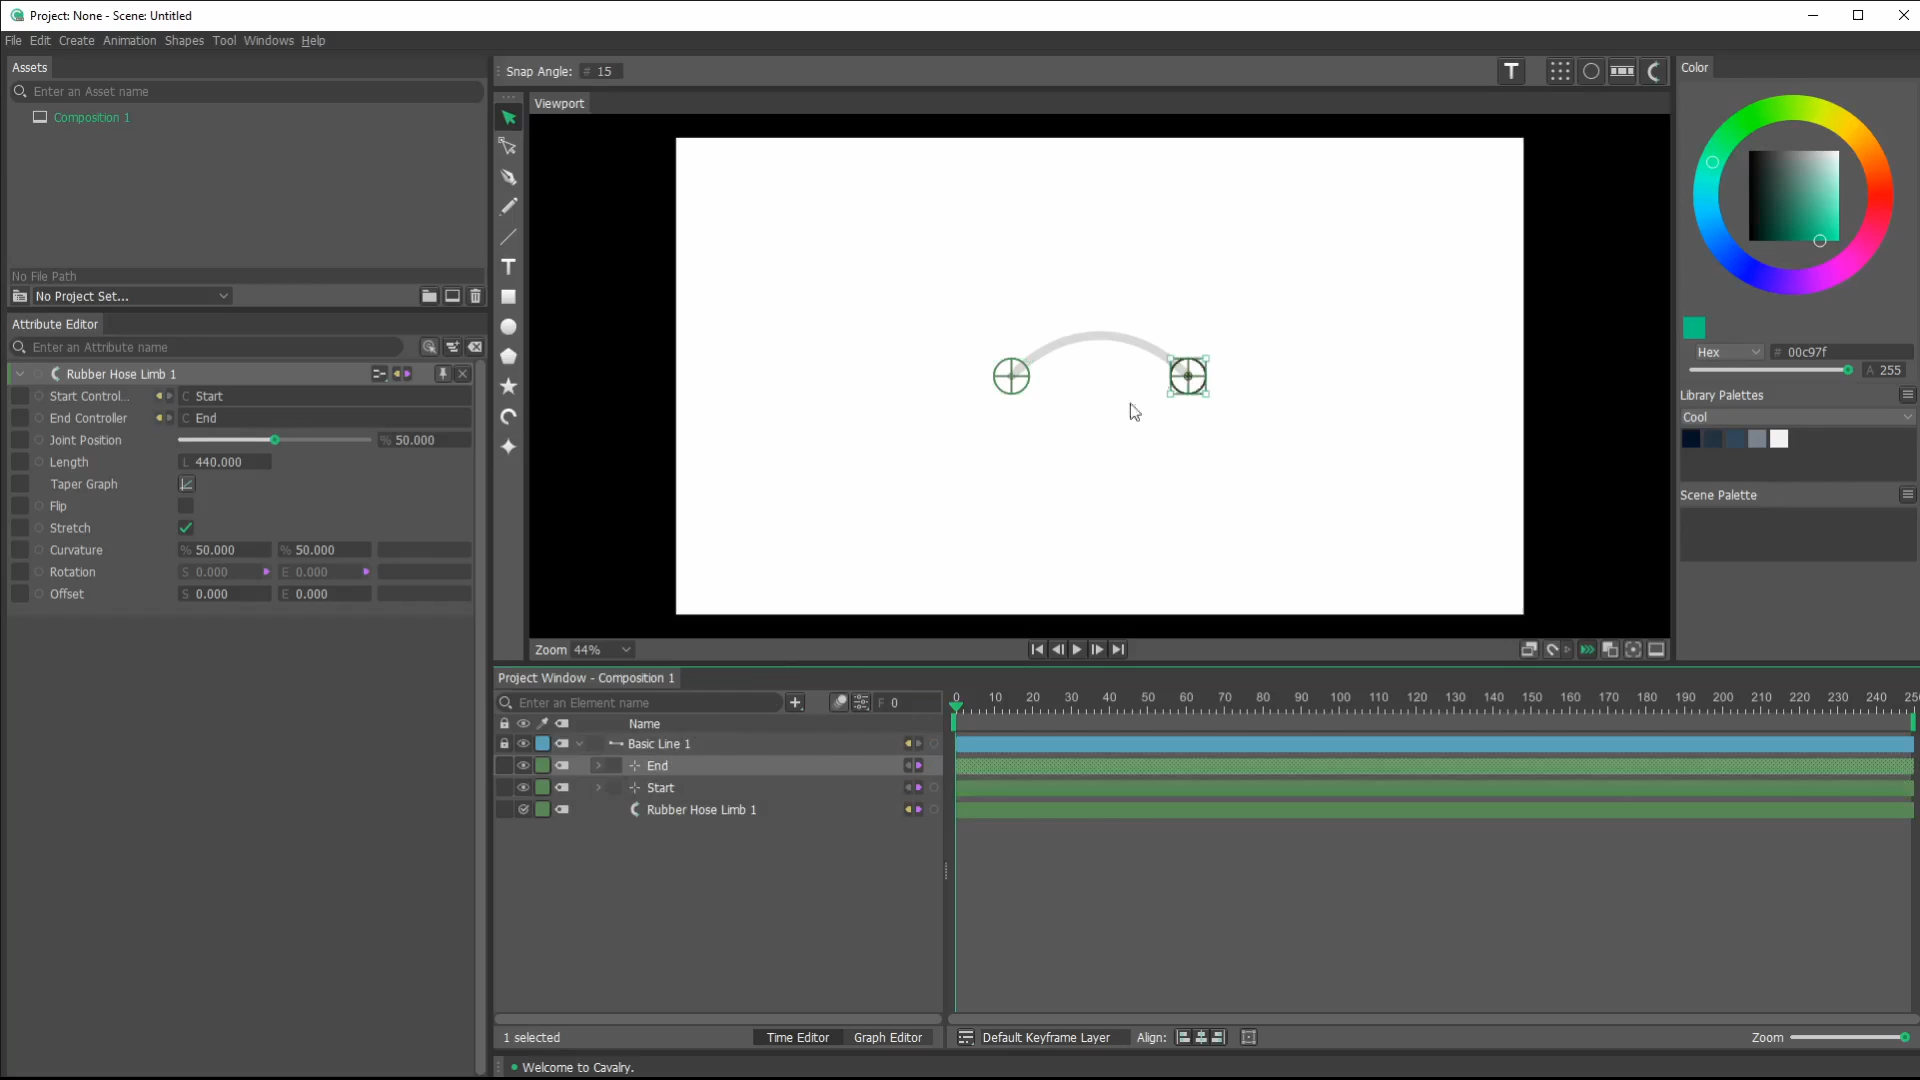 Project: None - Scene: Untitled
File Edit Create Animation Shapes Tool Windows Help
Assets
Enter an Asset name
Composition 1
No File Path
No Project Set...
Attribute Editor
Enter an Attribute name
Rubber Hose Limb 1
Start Control... C Start
End Controller C End
Joint Position % 50.000
Length L 440.000
Taper Graph
Flip
Stretch
Curvature % 50.000 % 50.000
Rotation S 0.000 E 0.000
Offset S 0.000 E 0.000
Snap Angle: # 15
Viewport
Zoom 44%
Color
Hex # 00c97f
A 255
Library Palettes
Cool
Scene Palette
Project Window - Composition 1
Enter an Element name F 0
0 10 20 30 40 50 60 70 80 90 100 110 120 130 140 150 160 170 180 190 200 210 220 230 240 250
Name
Basic Line 1
End
Start
Rubber Hose Limb 1
1 selected Time Editor Graph Editor Default Keyframe Layer Align: Zoom
Welcome to Cavalry.